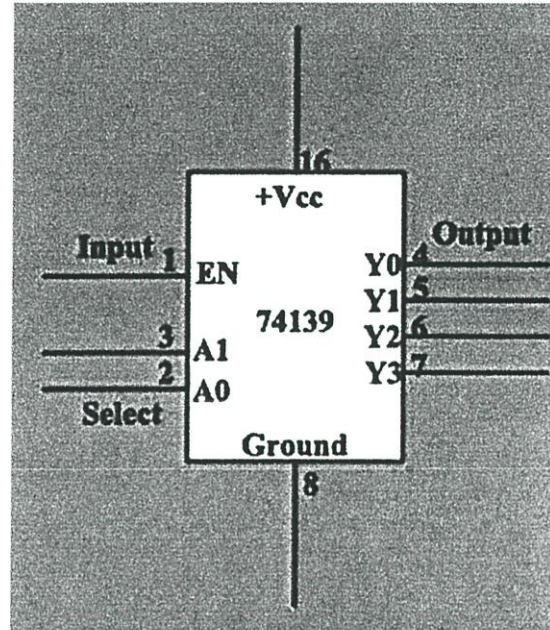 16
+Vcc
Input 1 EN
Y0 4 Output
Y1 5
74139
Y2 6
3 A1
Y3 7
2 A0
Select
Ground
8